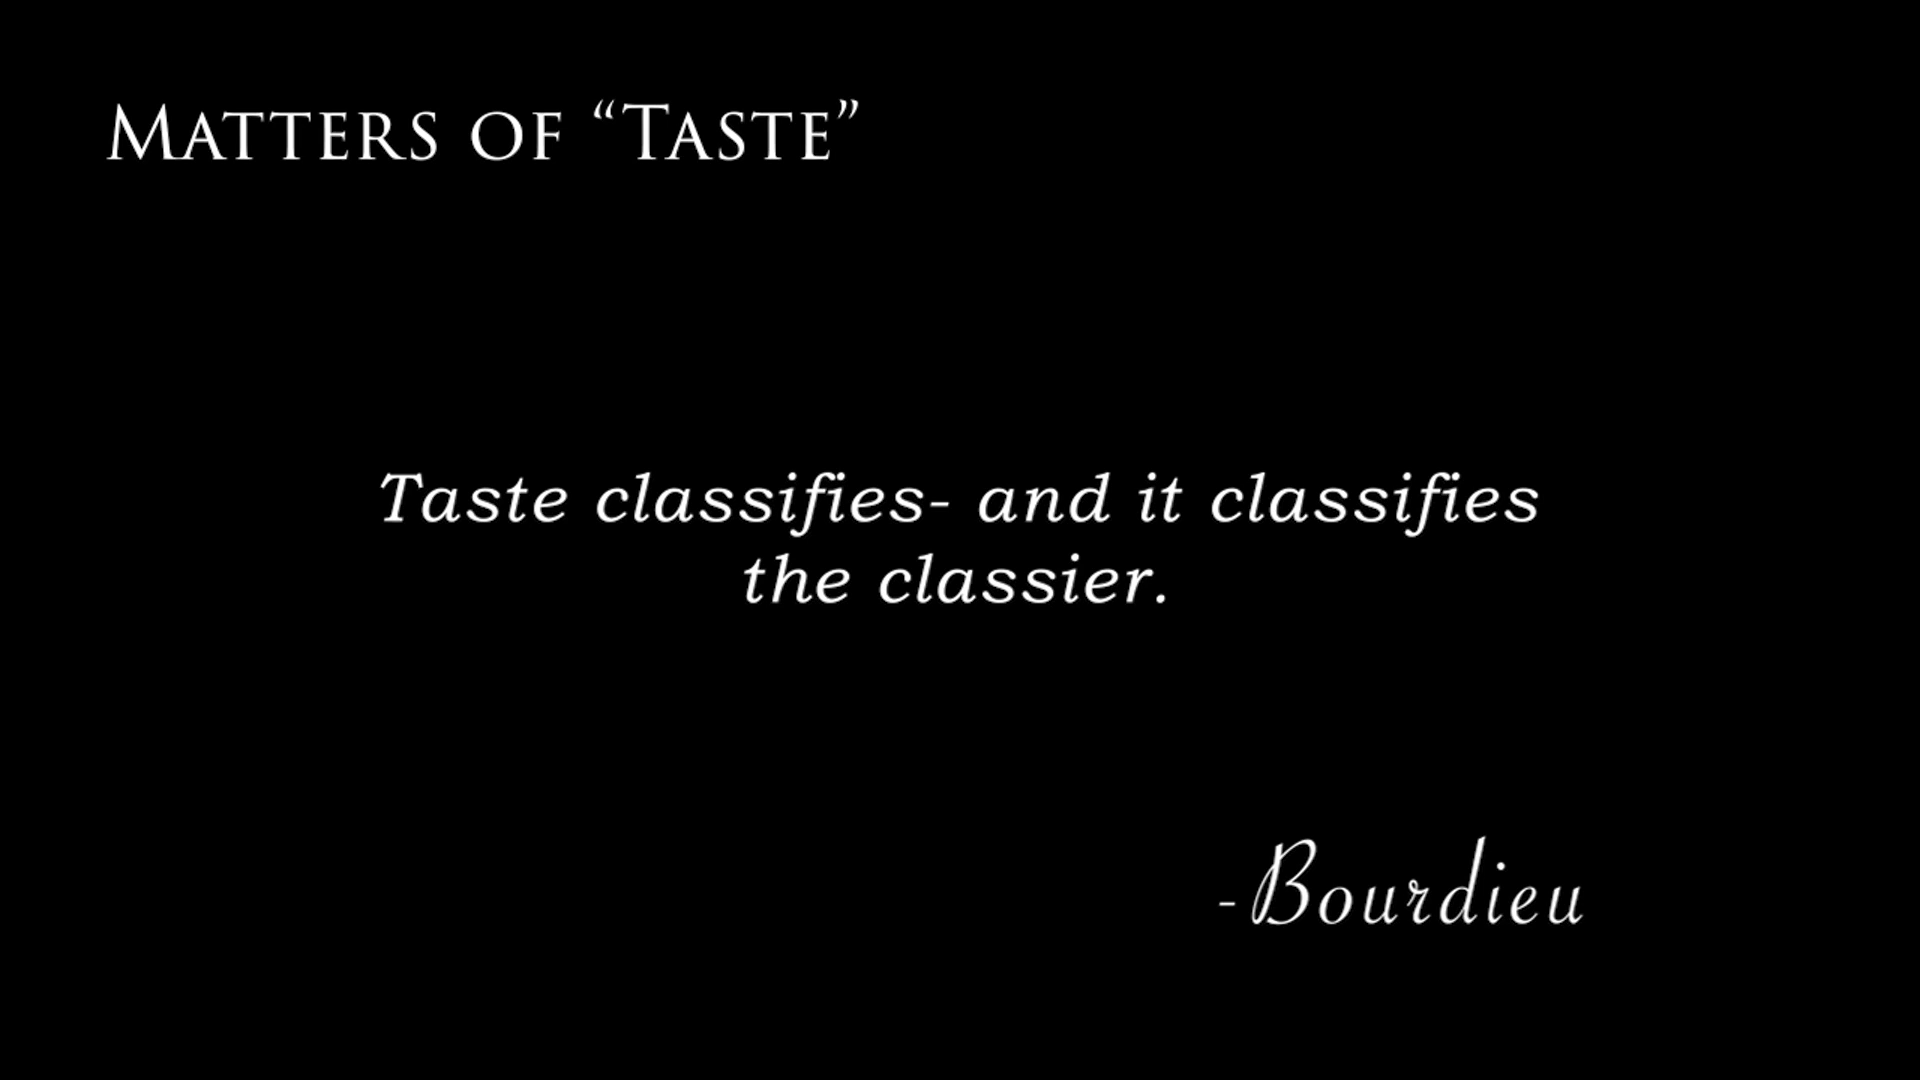 Matters of “Taste”
Taste classifies- and it classifies
the classier.
-Bourdieu